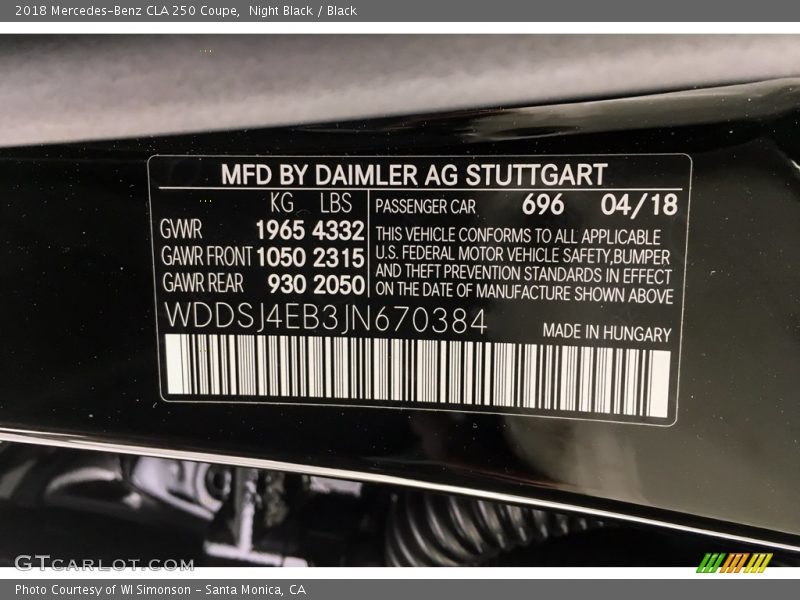 2018 Mercedes-Benz CLA 250 Coupe,  Night Black / Black
MFD BY DAIMLER AG STUTTGART
KG LBS
GVWR 1965 4332
GAWR FRONT 1050 2315
GAWR REAR 930 2050
PASSENGER CAR 696 04/18
THIS VEHICLE CONFORMS TO ALL APPLICABLE
U.S. FEDERAL MOTOR VEHICLE SAFETY,BUMPER
AND THEFT PREVENTION STANDARDS IN EFFECT
ON THE DATE OF MANUFACTURE SHOWN ABOVE
WDDSJ4EB3JN670384
MADE IN HUNGARY
GTCARLOT.COM
Photo Courtesy of WI Simonson - Santa Monica, CA